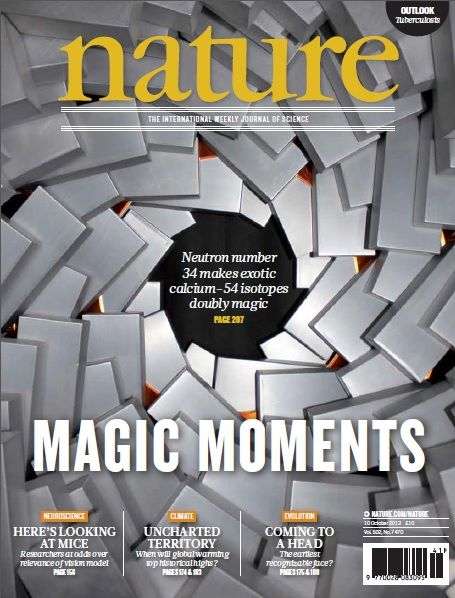 OUTLOOK
Tuberculosis
nature
THE INTERNATIONAL WEEKLY JOURNAL OF SCIENCE
Neutron number
34 makes exotic
calcium-54 isotopes
doubly magic
PAGE 207
MAGIC MOMENTS
NEUROSCIENCE
HERE'S LOOKING
AT MICE
Researchers at odds over
relevance of vision model
PAGE 156
CLIMATE
UNCHARTED
TERRITORY
When will global warming
top historical highs?
PAGES 174 & 183
EVOLUTION
COMING TO
A HEAD
The earliest
recognizable face?
PAGES 175 & 188
NATURE.COM/NATURE
10 October 2013 £10
Vol. 502, No. 7470